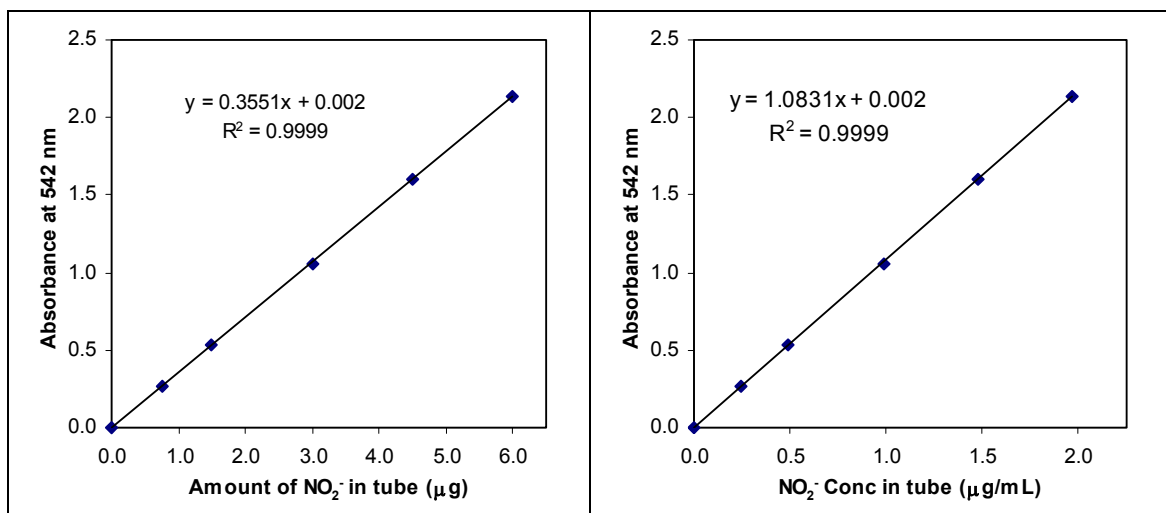 2.5
2.0
1.5
1.0
0.5
0.0
Absorbance at 542 nm
y = 0.3551x + 0.002
R² = 0.9999
0.0 1.0 2.0 3.0 4.0 5.0 6.0
Amount of NO₂⁻ in tube (μg)
2.5
2.0
1.5
1.0
0.5
0.0
Absorbance at 542 nm
y = 1.0831x + 0.002
R² = 0.9999
0.0 0.5 1.0 1.5 2.0
NO₂⁻ Conc in tube (μg/mL)